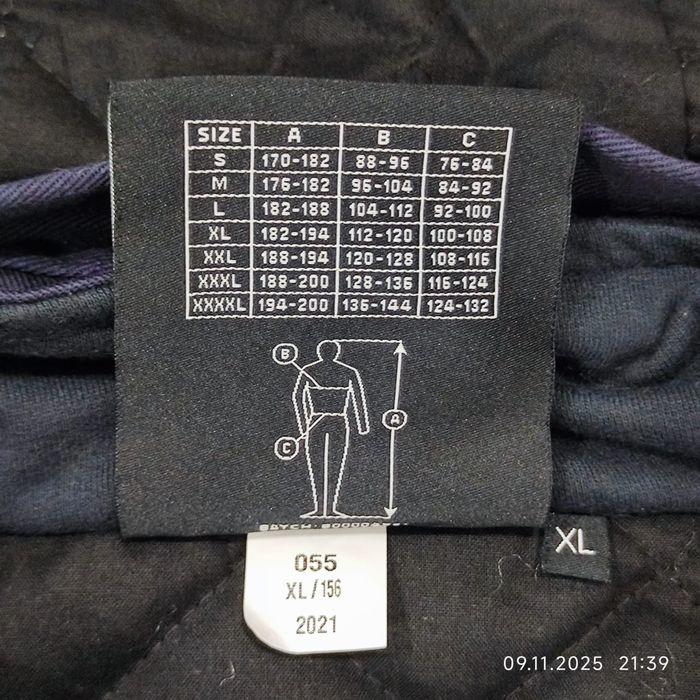 SIZE A B C
S 170-182 88-96 76-84
M 176-182 96-104 84-92
L 182-188 104-112 92-100
XL 182-194 112-120 100-108
XXL 188-194 120-128 108-116
XXXL 188-200 128-136 116-124
XXXXL 194-200 136-144 124-132
B
A
C
055
XL
XL/156
2021
09.11.2025 21:39